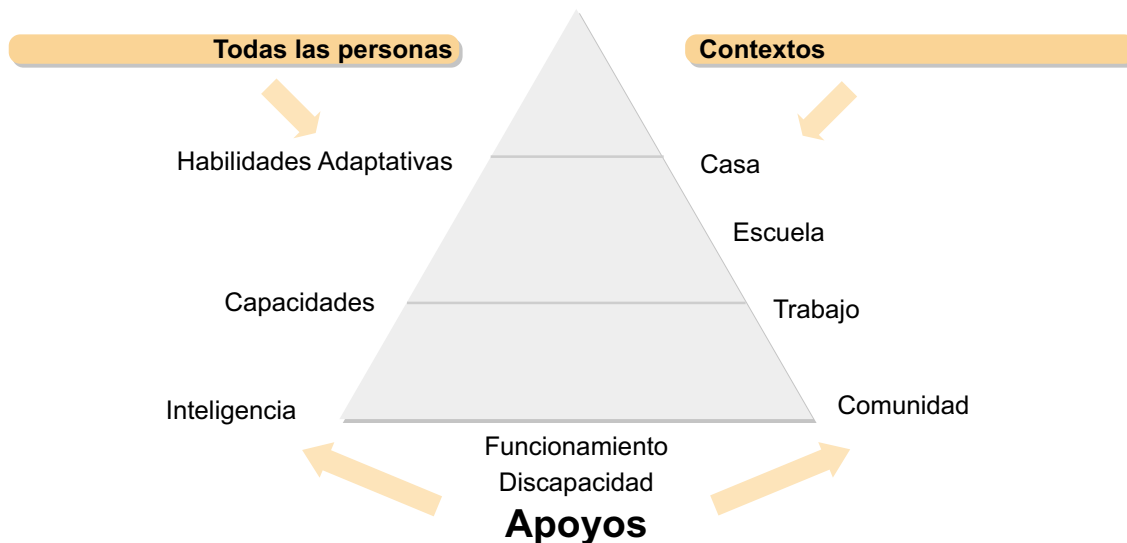 Todas las personas
Contextos
Habilidades Adaptativas
Casa
Escuela
Capacidades
Trabajo
Inteligencia
Comunidad
Funcionamiento
Discapacidad
Apoyos